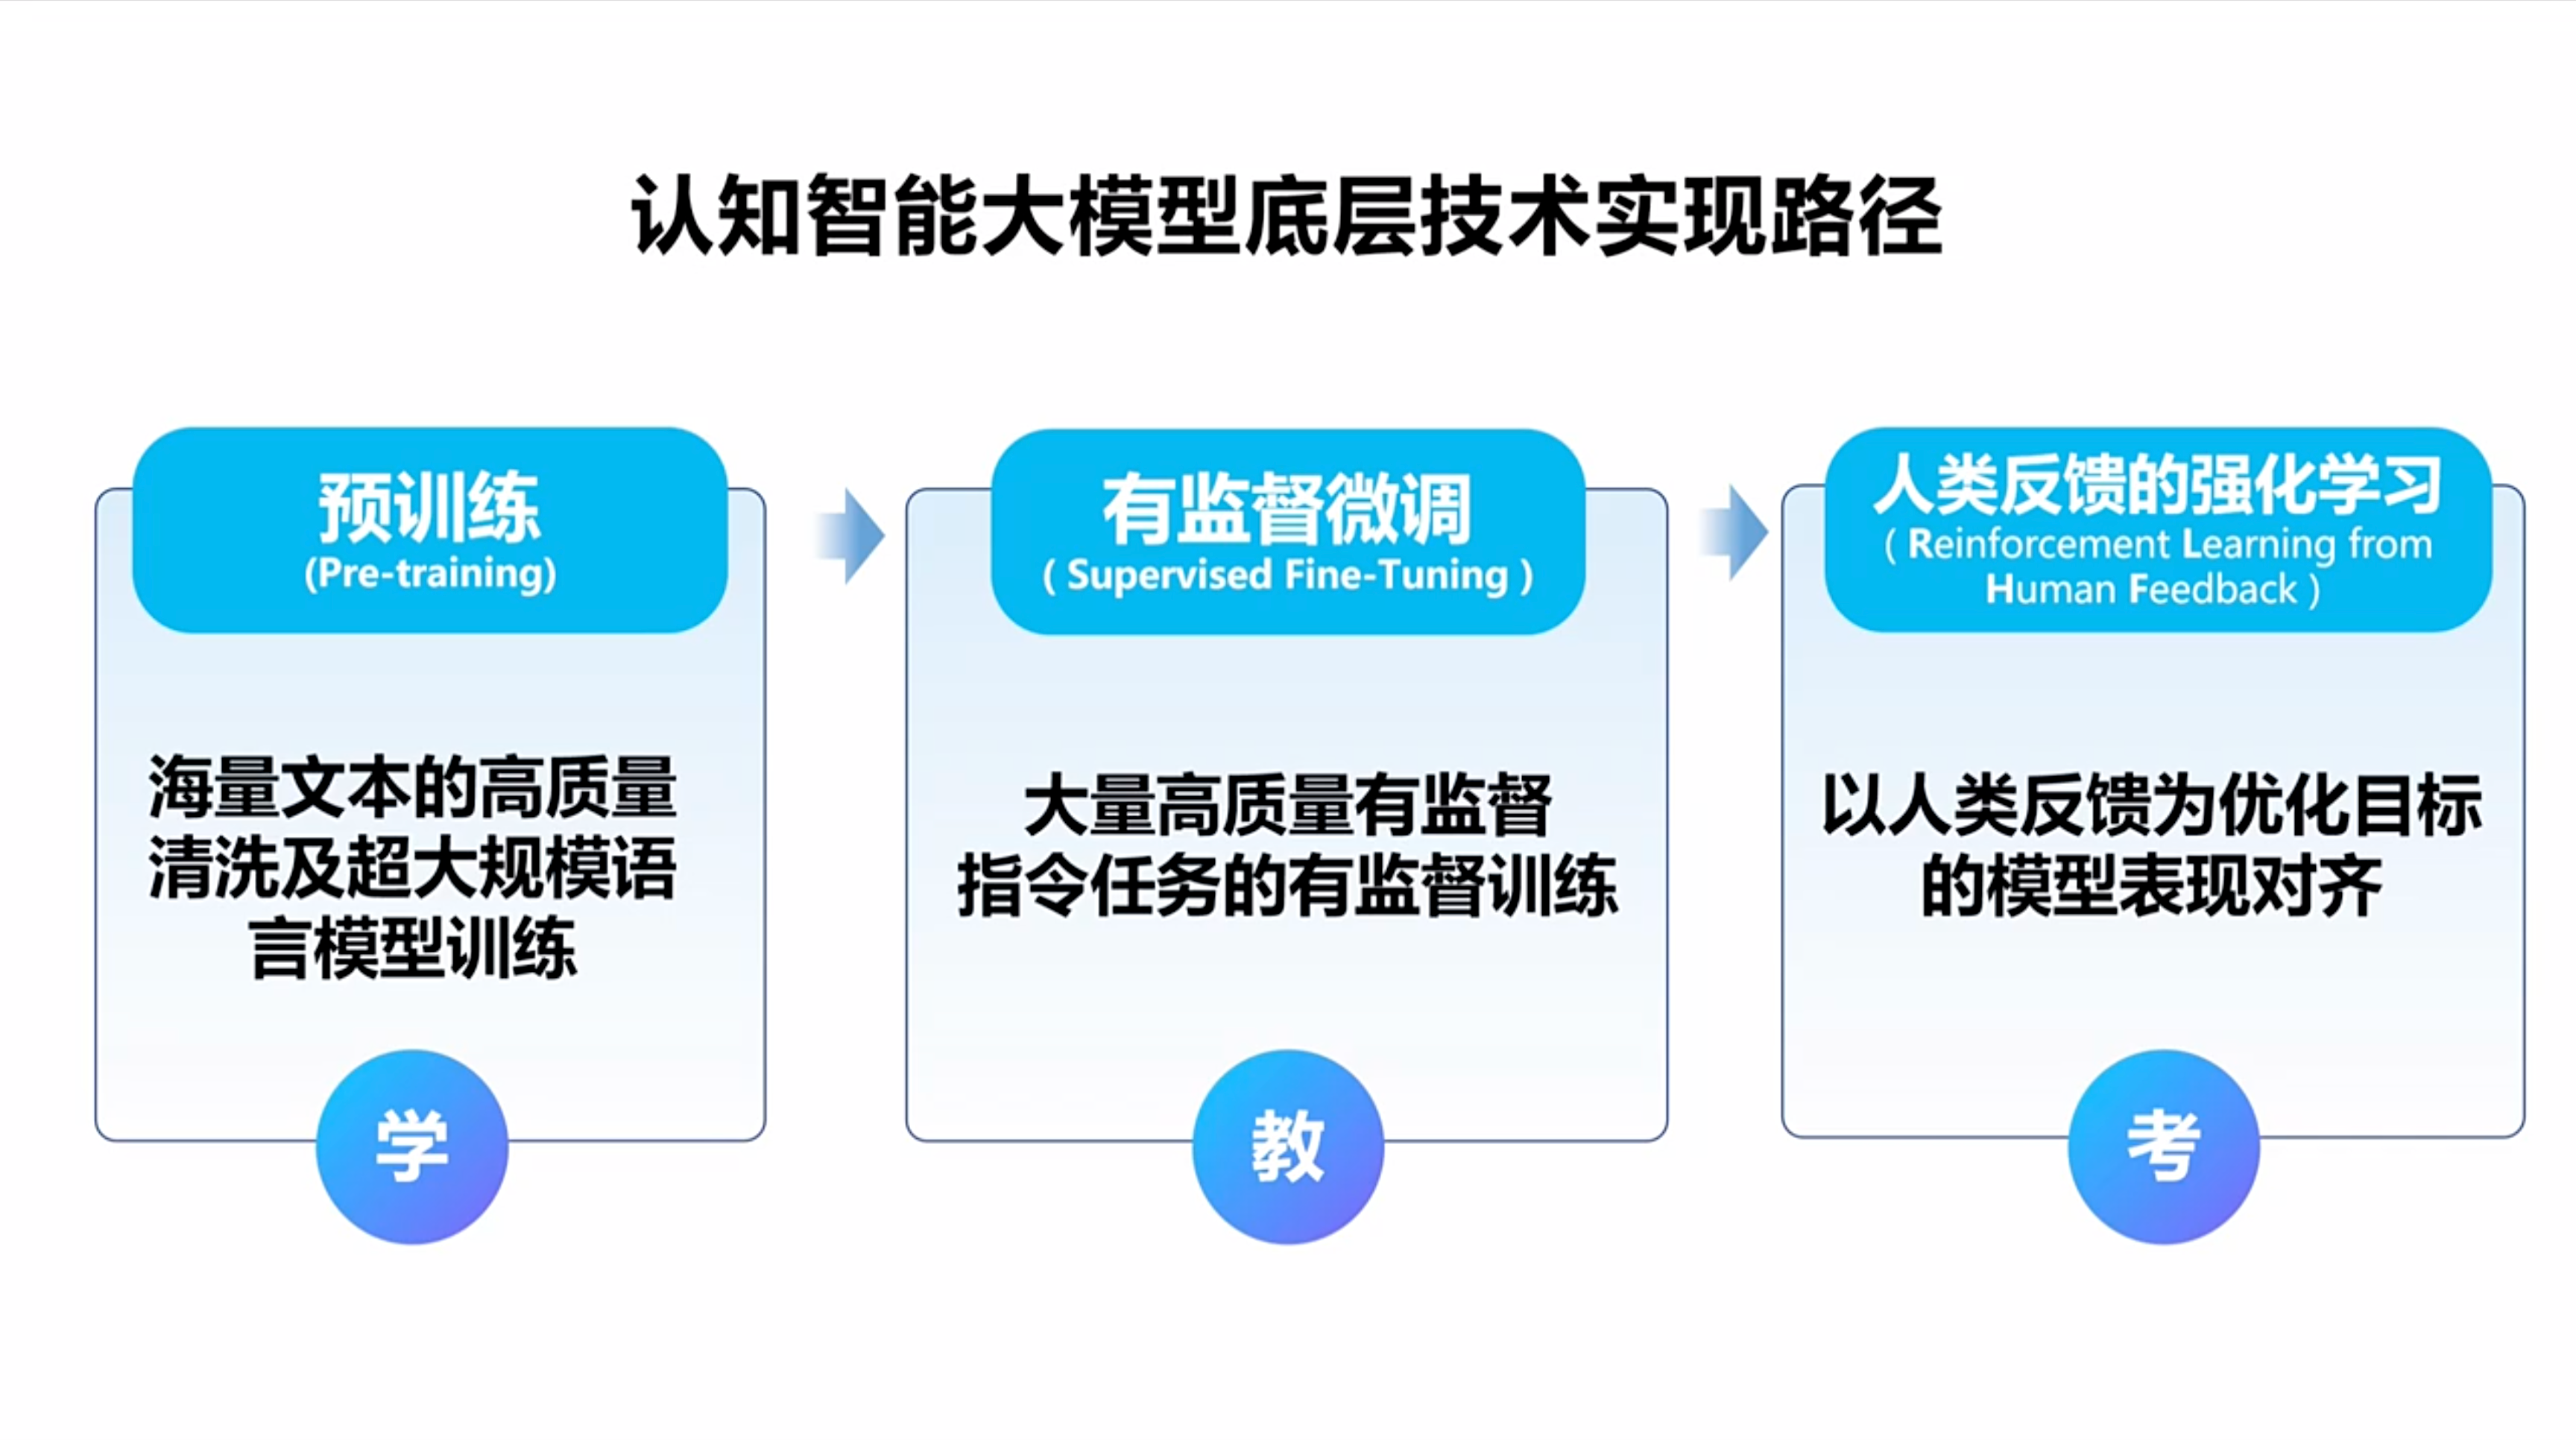 认知智能大模型底层技术实现路径
预训练
(Pre-training)
海量文本的高质量
清洗及超大规模语
言模型训练
学
有监督微调
( Supervised Fine-Tuning )
大量高质量有监督
指令任务的有监督训练
教
人类反馈的强化学习
( Reinforcement Learning from
Human Feedback )
以人类反馈为优化目标
的模型表现对齐
考